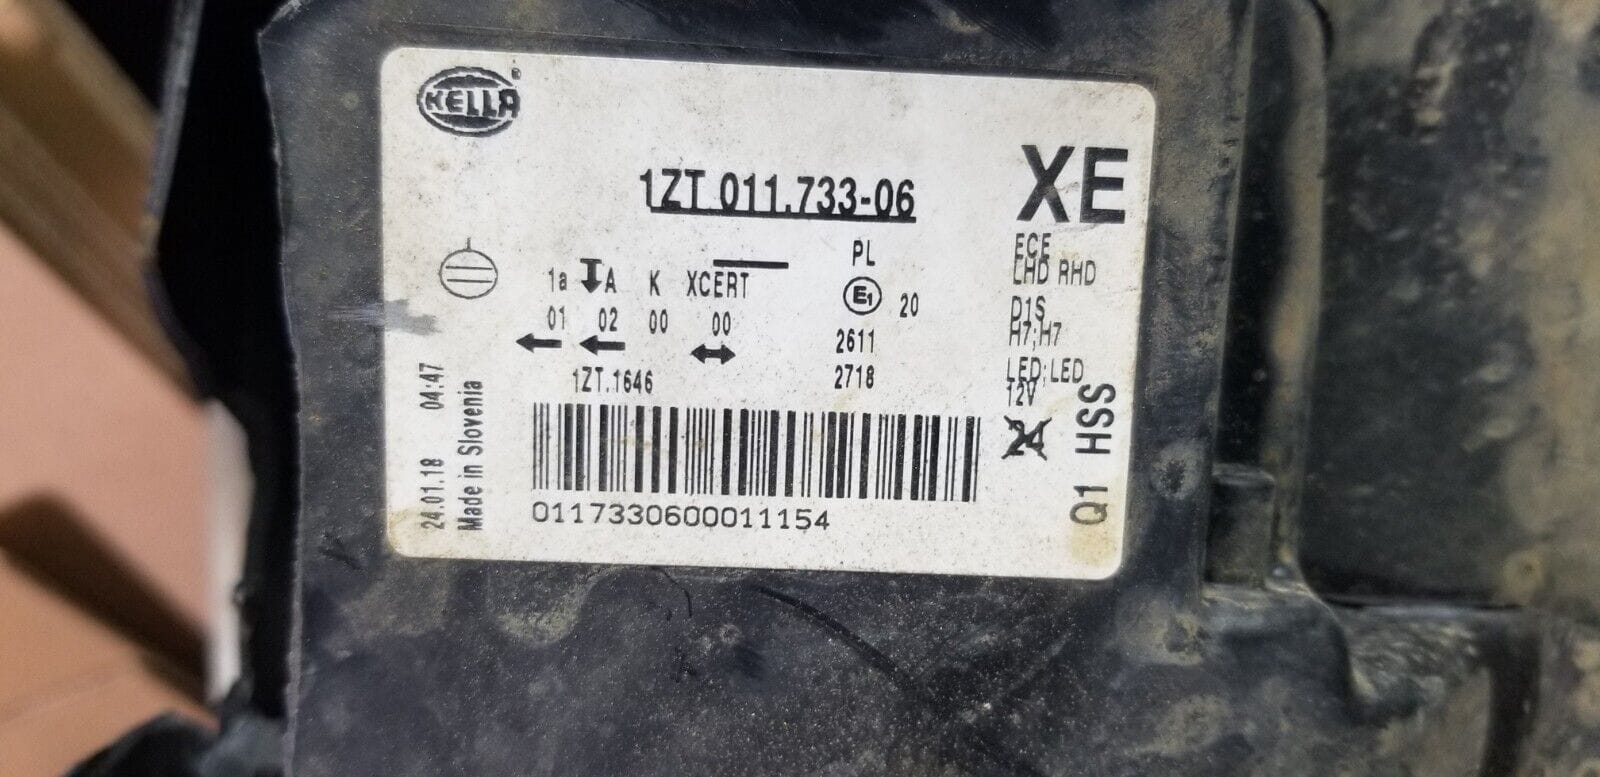 HELLA ®
1ZT 011.733-06
XE
1a A K XCERT
01 02 00 00
1ZT.1646
PL
E1 20
2611
2718
ECE
LHD RHD
D1S
H7;H7
LED;LED
12V
24
Q1 HSS
24.01.18 04:47
Made in Slovenia
0117330600011154